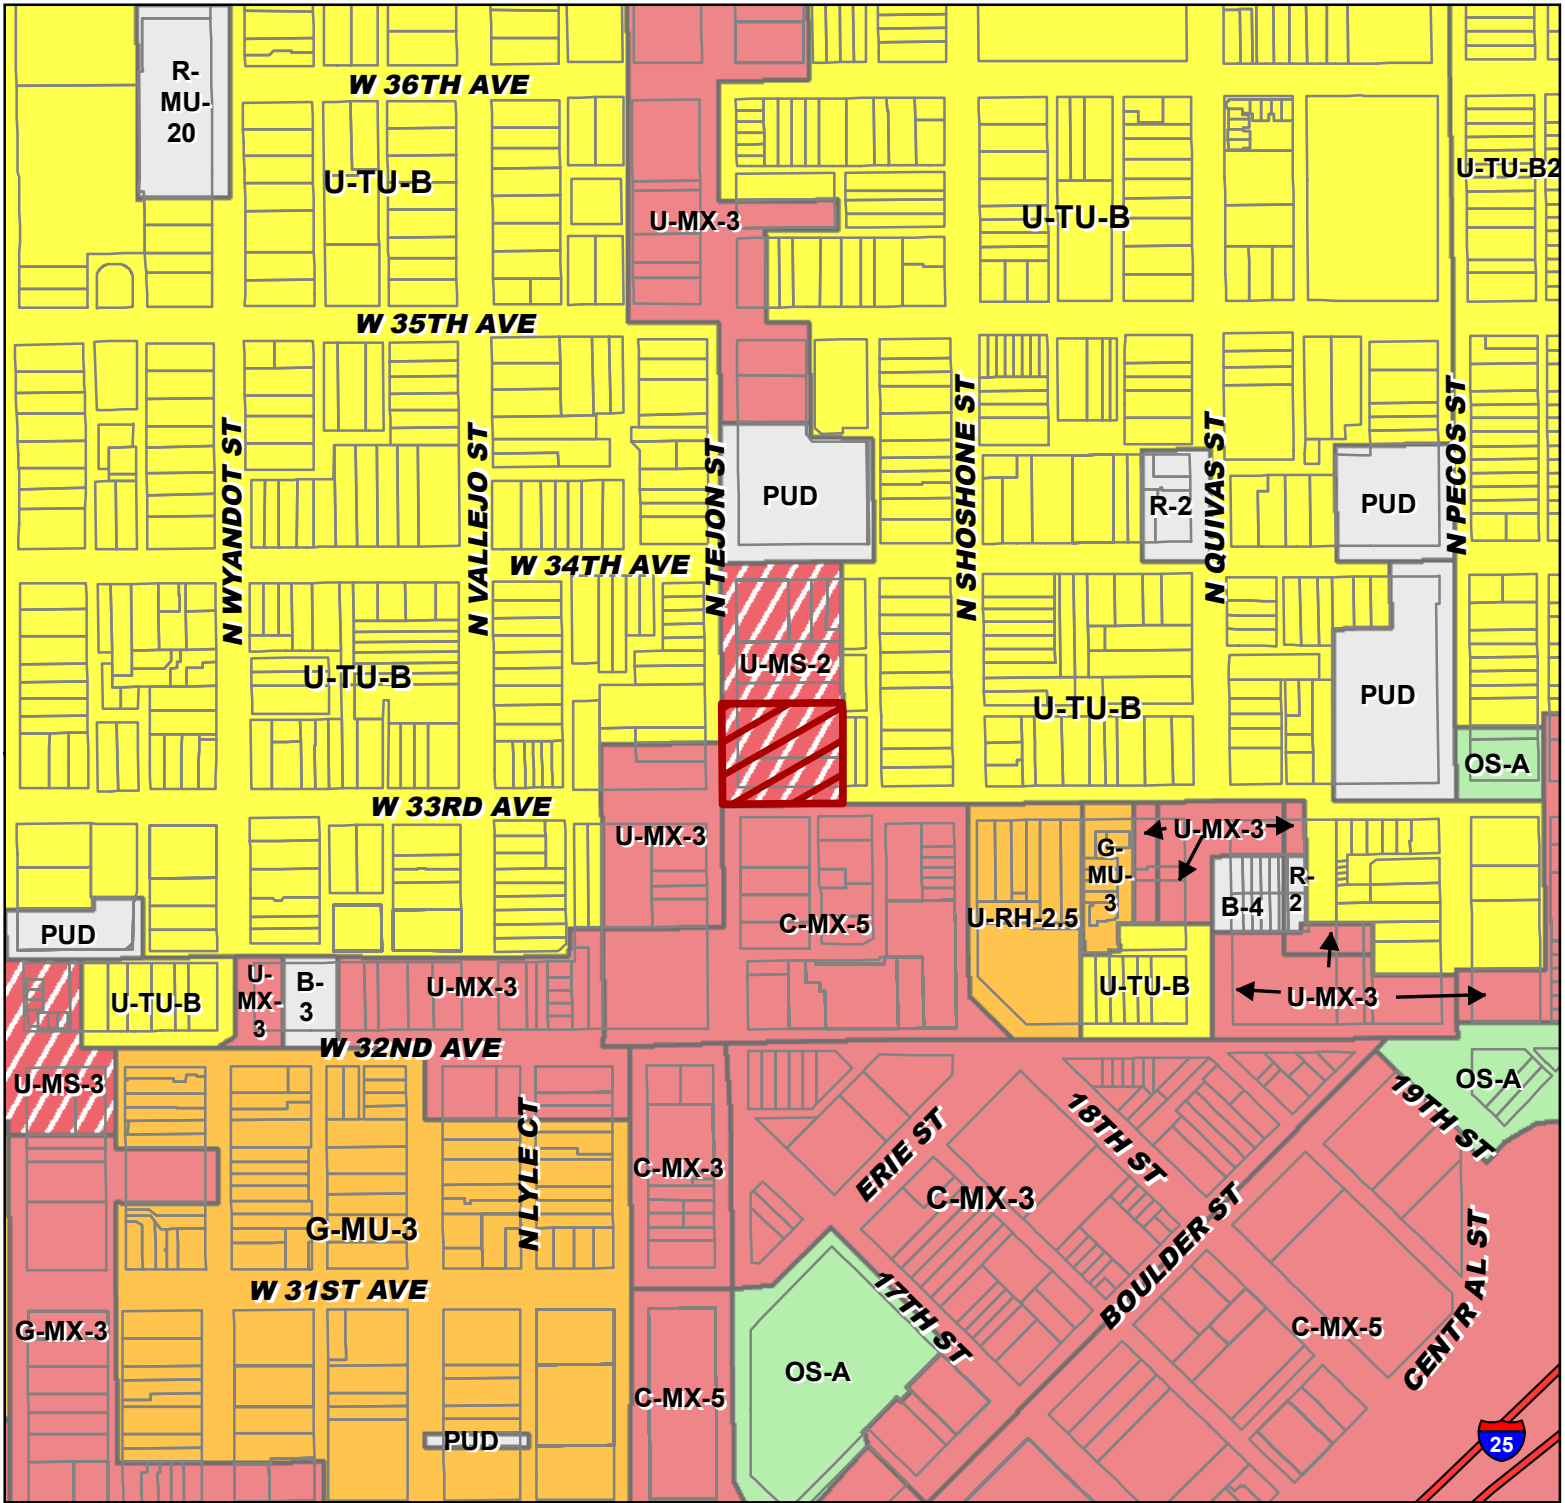 R-
MU-
20
W 36TH AVE
U-TU-B
U-MX-3
U-TU-B
U-TU-B2
W 35TH AVE
N WYANDOT ST
N VALLEJO ST
N TEJON ST
N SHOSHONE ST
N QUIVAS ST
N PECOS ST
PUD
R-2
PUD
W 34TH AVE
U-TU-B
U-MS-2
U-TU-B
PUD
OS-A
W 33RD AVE
U-MX-3
C-MX-5
U-RH-2.5
G-
MU-
3
U-MX-3
B-4
R-
2
PUD
U-TU-B
U-
MX-
3
B-
3
U-MX-3
U-TU-B
U-MX-3
W 32ND AVE
U-MS-3
OS-A
19TH ST
18TH ST
ERIE ST
N LYLE CT
C-MX-3
C-MX-3
BOULDER ST
G-MU-3
W 31ST AVE
17TH ST
CENTR AL ST
G-MX-3
C-MX-5
OS-A
C-MX-5
PUD
25